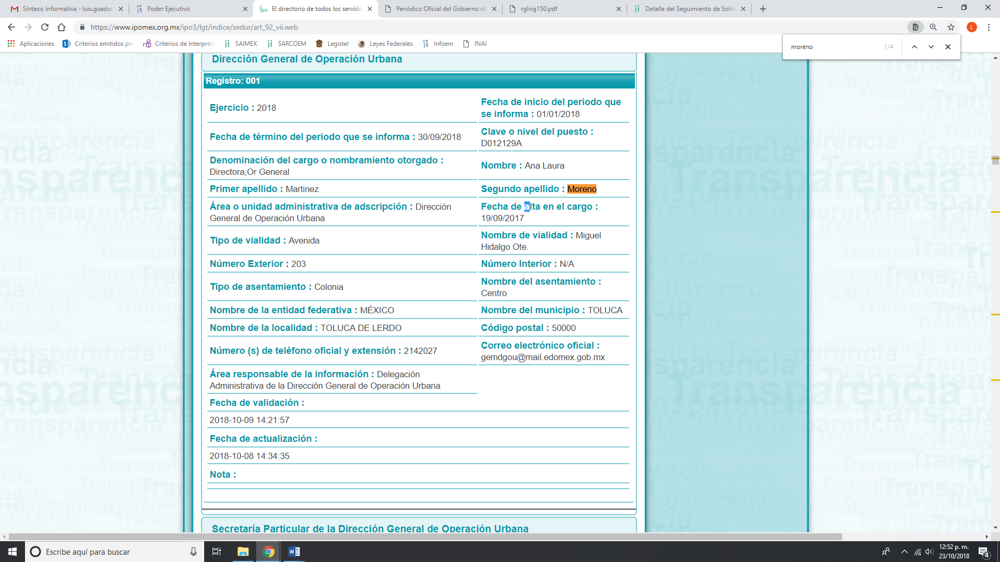 Síntesis Informativa - luis.guadar
Poder Ejecutivo
El directorio de todos los servido
Periódico Oficial del Gobierno de
rglvig150.pdf
Detalle del Seguimiento de Solici
https://www.ipomex.org.mx/ipo3/lgt/indice/sedur/art_92_vii.web
L
Aplicaciones
Criterios emitidos po
Criterios de Interpret
SAIMEX
SARCOEM
Legistel
Leyes Federales
Infoem
INAI
moreno
1/4
Dirección General de Operación Urbana
Registro: 001
Ejercicio : 2018
Fecha de inicio del periodo que
se informa : 01/01/2018
Fecha de término del periodo que se informa : 30/09/2018
Clave o nivel del puesto :
D012129A
Denominación del cargo o nombramiento otorgado :
Directora,Or General
Nombre : Ana Laura
Primer apellido : Martinez
Segundo apellido : Moreno
Área o unidad administrativa de adscripción : Dirección
General de Operación Urbana
Fecha de alta en el cargo :
19/09/2017
Tipo de vialidad : Avenida
Nombre de vialidad : Miguel
Hidalgo Ote.
Número Exterior : 203
Número Interior : N/A
Tipo de asentamiento : Colonia
Nombre del asentamiento :
Centro
Nombre de la entidad federativa : MÉXICO
Nombre del municipio : TOLUCA
Nombre de la localidad : TOLUCA DE LERDO
Código postal : 50000
Número (s) de teléfono oficial y extensión : 2142027
Correo electrónico oficial :
gemdgou@mail.edomex.gob.mx
Área responsable de la información : Delegación
Administrativa de la Dirección General de Operación Urbana
Fecha de validación :
2018-10-09 14:21:57
Fecha de actualización :
2018-10-08 14:34:35
Nota :
Secretaría Particular de la Dirección General de Operación Urbana
Escribe aquí para buscar
12:52 p. m.
23/10/2018
4